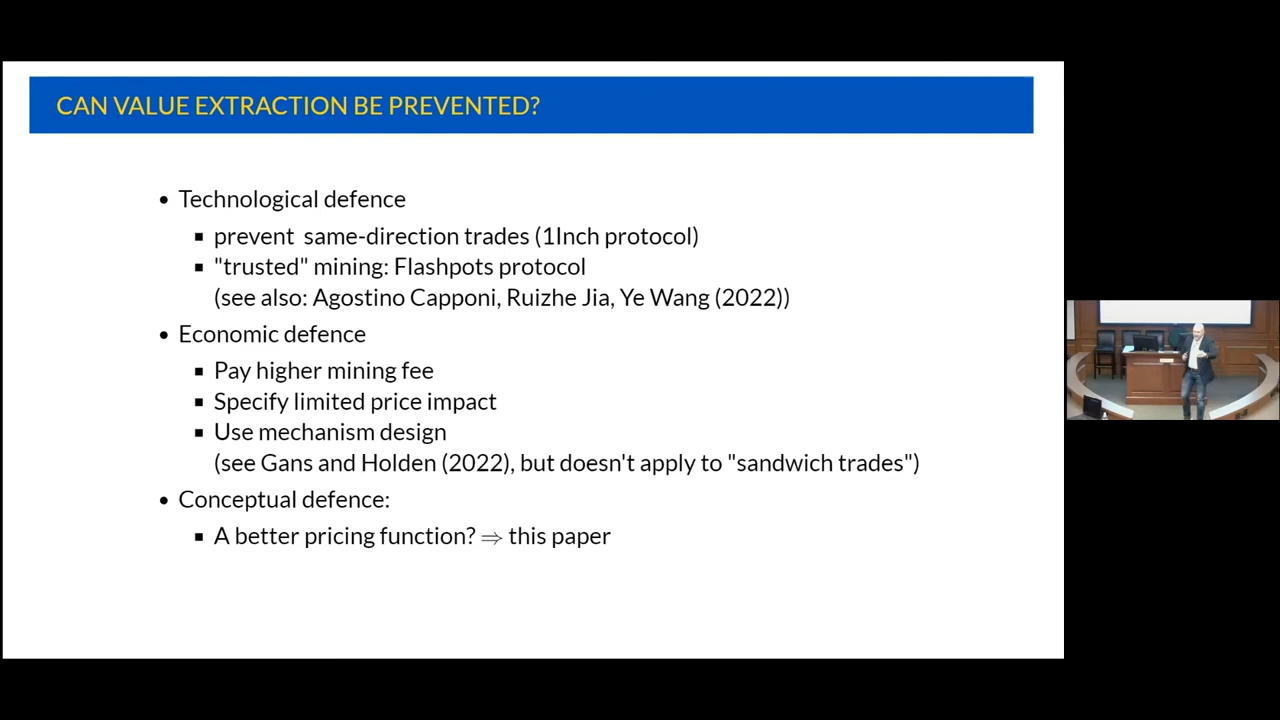 CAN VALUE EXTRACTION BE PREVENTED?
• Technological defence
▪ prevent same-direction trades (1Inch protocol)
▪ "trusted" mining: Flashpots protocol
(see also: Agostino Capponi, Ruizhe Jia, Ye Wang (2022))
• Economic defence
▪ Pay higher mining fee
▪ Specify limited price impact
▪ Use mechanism design
(see Gans and Holden (2022), but doesn't apply to "sandwich trades")
• Conceptual defence:
▪ A better pricing function? ⇒ this paper